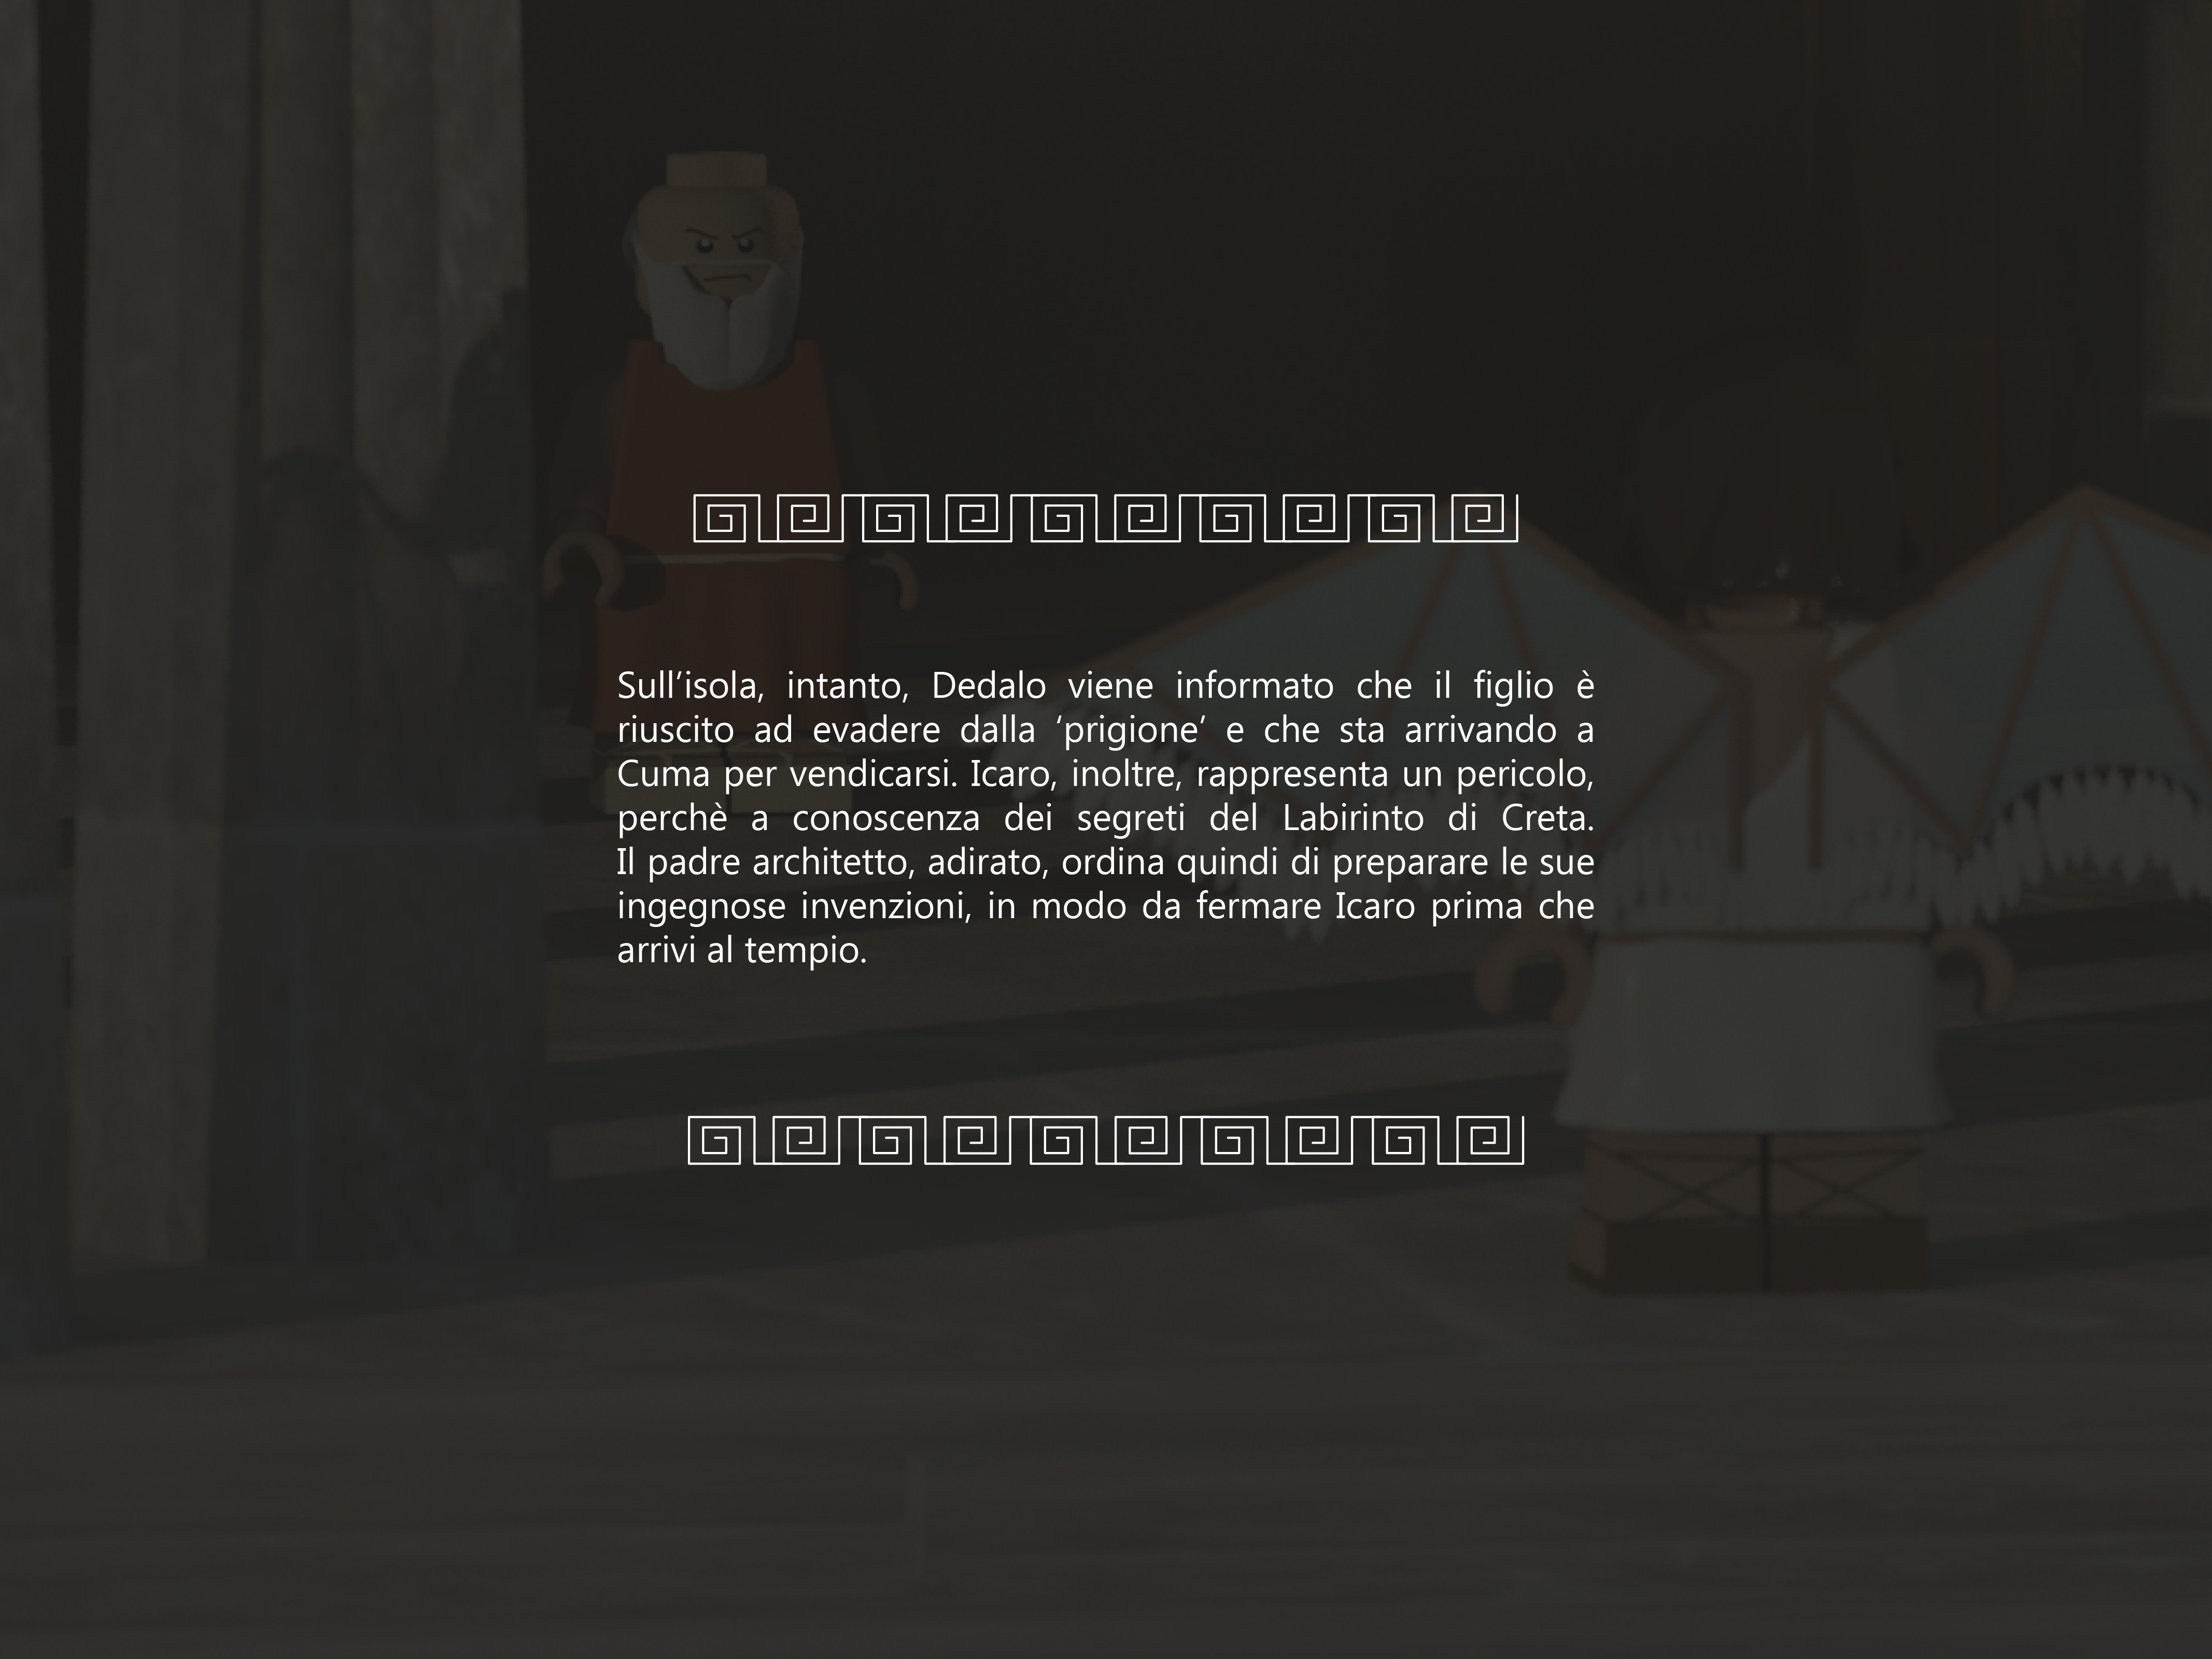 Sull’isola, intanto, Dedalo viene informato che il figlio è
riuscito ad evadere dalla ‘prigione’ e che sta arrivando a
Cuma per vendicarsi. Icaro, inoltre, rappresenta un pericolo,
perchè a conoscenza dei segreti del Labirinto di Creta.
Il padre architetto, adirato, ordina quindi di preparare le sue
ingegnose invenzioni, in modo da fermare Icaro prima che
arrivi al tempio.